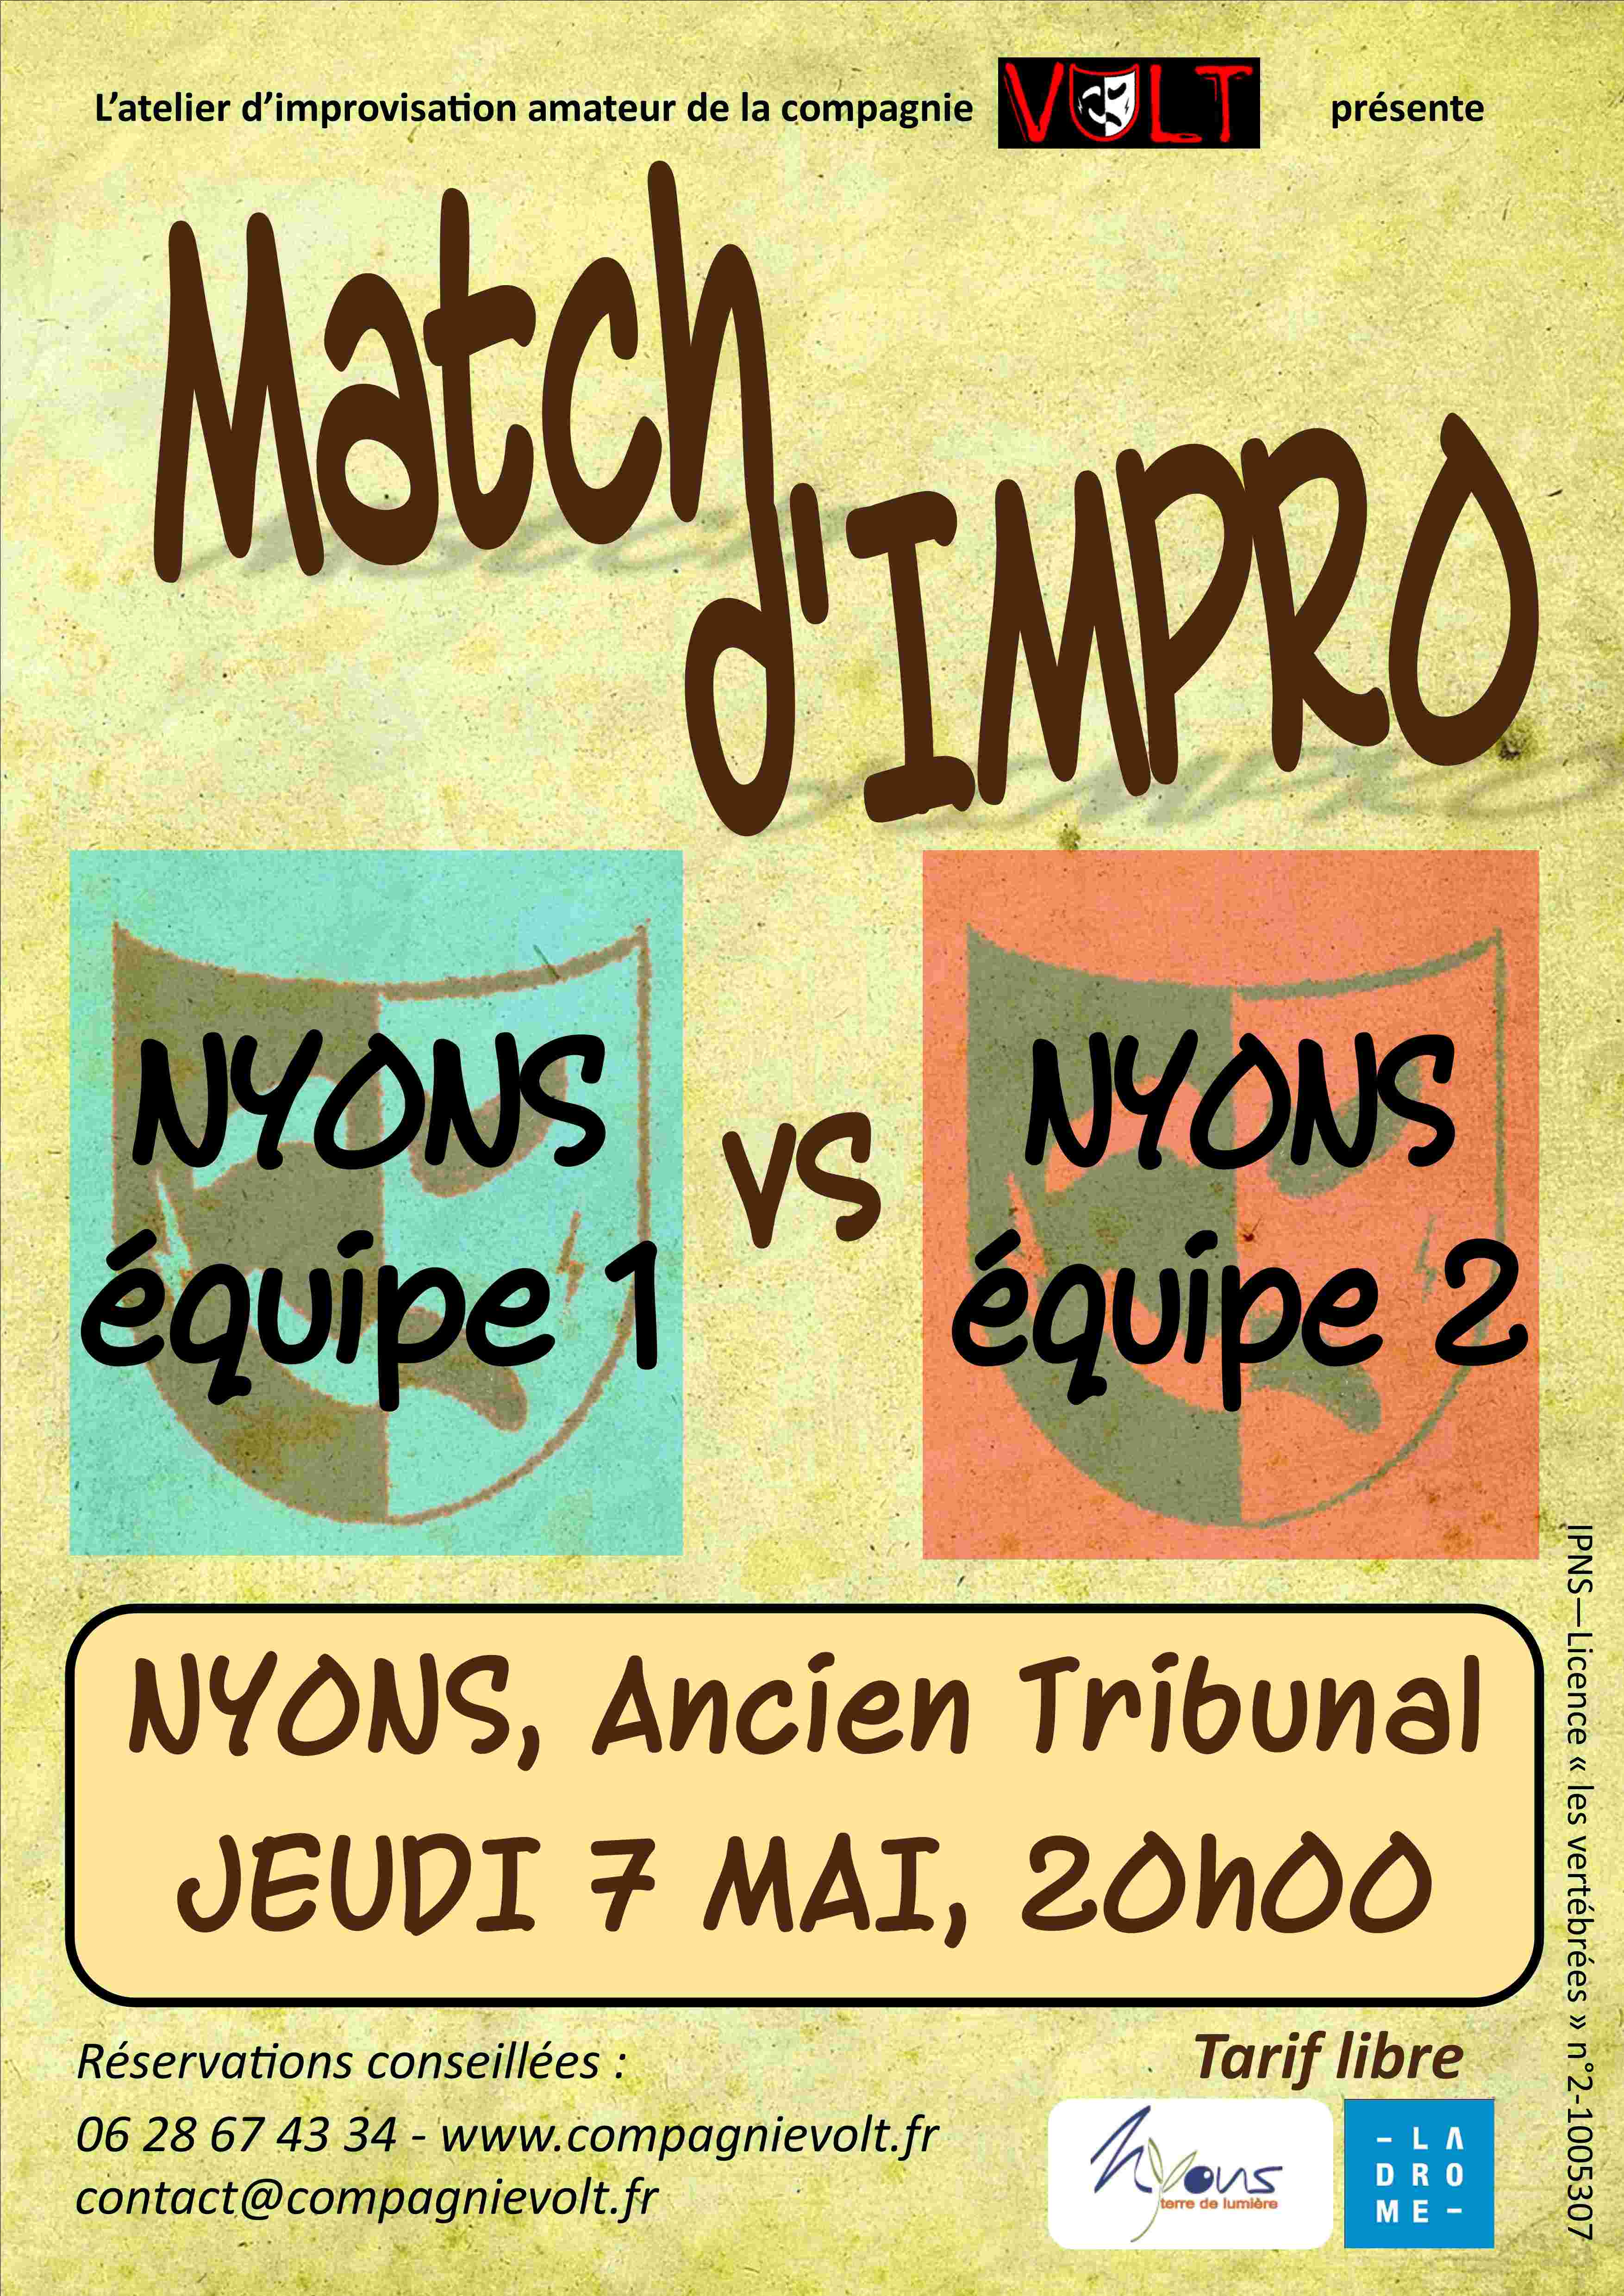 L'atelier d'improvisation amateur de la compagnie VOLT présente
Match
d'IMPRO
NYONS
équipe 1
vs
NYONS
équipe 2
NYONS, Ancien Tribunal
JEUDI 7 MAI, 20h00
Réservations conseillées :
06 28 67 43 34 - www.compagnievolt.fr
contact@compagnievolt.fr
Tarif libre
Nyons
terre de lumière
– LA
DRO
ME –
IPNS—Licence « les vertébrées » n°2-1005307